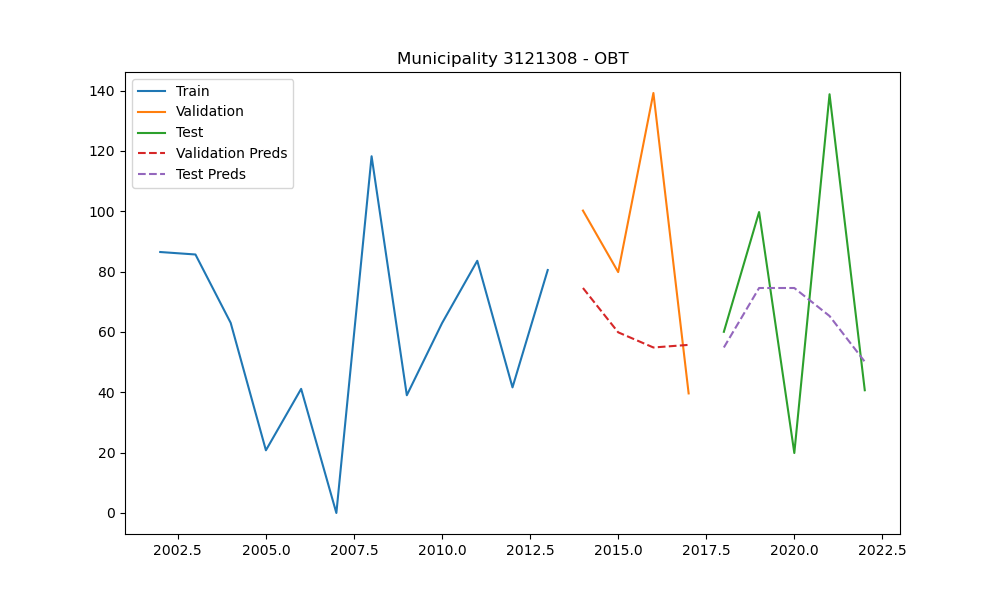 Municipality 3121308 - OBT
Train
Validation
Test
Validation Preds
Test Preds
140
120
100
80
60
40
20
0
2002.5 2005.0 2007.5 2010.0 2012.5 2015.0 2017.5 2020.0 2022.5